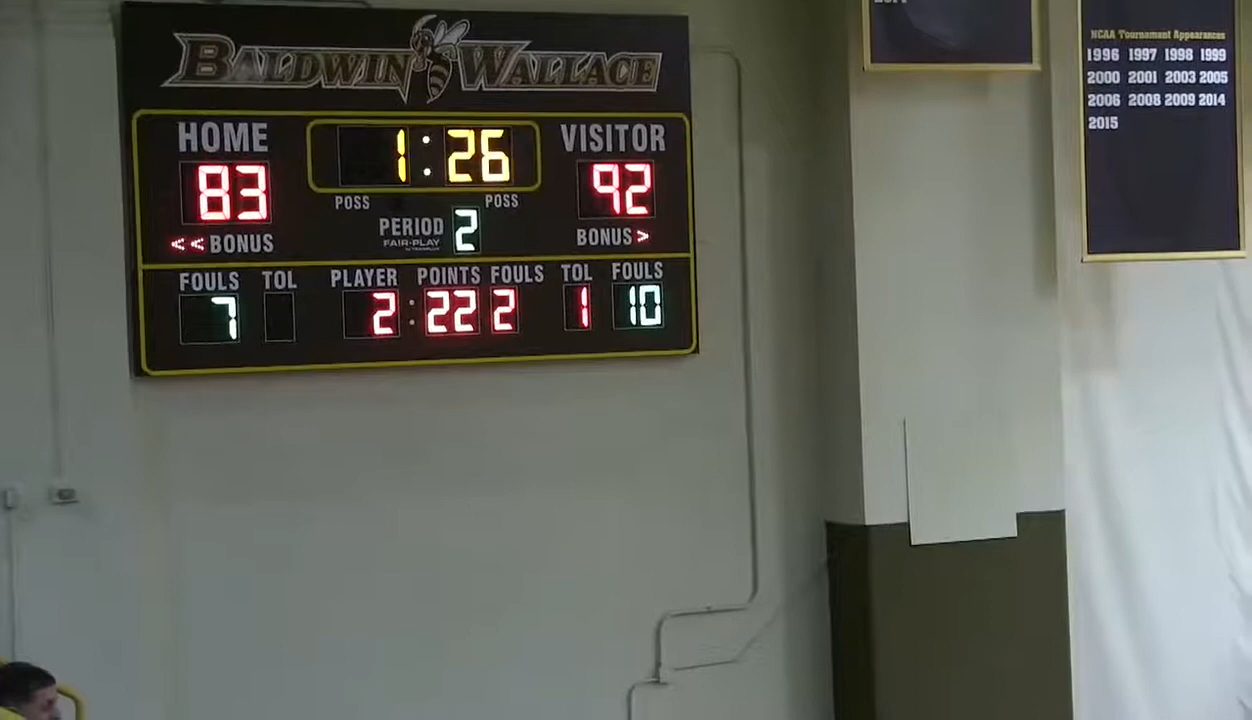 BALDWIN WALLACE
HOME 1:26 VISITOR
83 92
POSS POSS
PERIOD 2
FAIR-PLAY
<<BONUS BONUS>
FOULS TOL PLAYER POINTS FOULS TOL FOULS
7 2:22 2 1 10
NCAA Tournament Appearances
1996 1997 1998 1999
2000 2001 2003 2005
2006 2008 2009 2014
2015